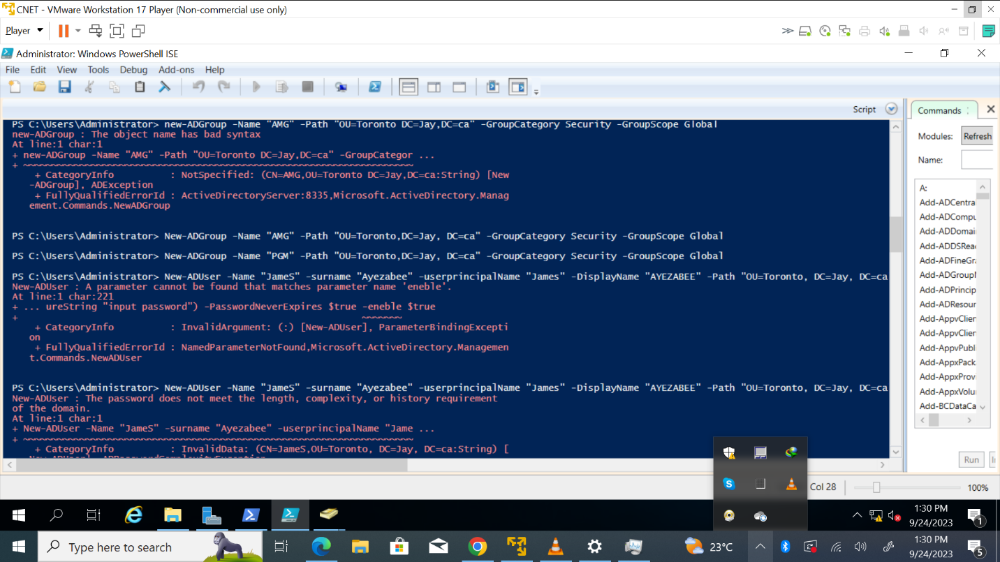 CNET - VMware Workstation 17 Player (Non-commercial use only)
Player
Administrator: Windows PowerShell ISE
File Edit View Tools Debug Add-ons Help
Script
Commands
PS C:\Users\Administrator> new-ADGroup -Name "AMG" -Path "OU=Toronto DC=Jay,DC=ca" -GroupCategory Security -GroupScope Global
new-ADGroup : The object name has bad syntax
At line:1 char:1
+ new-ADGroup -Name "AMG" -Path "OU=Toronto DC=Jay,DC=ca" -GroupCategor ...
+ ~~~~~~~~~~~~~~~~~~~~~~~~~~~~~~~~~~~~~~~~~~~~~~~~~~~~~~~~~~~~~~~~~~~~~
+ CategoryInfo : NotSpecified: (CN=AMG,OU=Toronto DC=Jay,DC=ca:String) [New
-ADGroup], ADException
+ FullyQualifiedErrorId : ActiveDirectoryServer:8335,Microsoft.ActiveDirectory.Manag
ement.Commands.NewADGroup
PS C:\Users\Administrator> New-ADGroup -Name "AMG" -Path "OU=Toronto,DC=Jay, DC=ca" -GroupCategory Security -GroupScope Global
PS C:\Users\Administrator> New-ADGroup -Name "PGM" -Path "OU=Toronto,DC=Jay, DC=ca" -GroupCategory Security -GroupScope Global
PS C:\Users\Administrator> New-ADUser -Name "JameS" -surname "Ayezabee" -userprincipalName "James" -DisplayName "AYEZABEE" -Path "OU=Toronto, DC=Jay, DC=ca
New-ADUser : A parameter cannot be found that matches parameter name 'eneble'.
At line:1 char:221
+ ... ureString "input password") -PasswordNeverExpires $true -eneble $true
+ ~~~~~~~
+ CategoryInfo : InvalidArgument: (:) [New-ADUser], ParameterBindingExcepti
on
+ FullyQualifiedErrorId : NamedParameterNotFound,Microsoft.ActiveDirectory.Managemen
t.Commands.NewADUser
PS C:\Users\Administrator> New-ADUser -Name "JameS" -surname "Ayezabee" -userprincipalName "James" -DisplayName "AYEZABEE" -Path "OU=Toronto, DC=Jay, DC=ca
New-ADUser : The password does not meet the length, complexity, or history requirement
of the domain.
At line:1 char:1
+ New-ADUser -Name "JameS" -surname "Ayezabee" -userprincipalName "Jame ...
+ ~~~~~~~~~~~~~~~~~~~~~~~~~~~~~~~~~~~~~~~~~~~~~~~~~~~~~~~~~~~~~~~~~~~~~
+ CategoryInfo : InvalidData: (CN=JameS,OU=Toronto, DC=Jay, DC=ca:String) [
Modules: Refresh
Name:
A:
Add-ADCentra
Add-ADCompu
Add-ADDomai
Add-ADDSRea
Add-ADFineGra
Add-ADGroupM
Add-ADPrincip
Add-ADResour
Add-AppvClien
Add-AppvClien
Add-AppvPubli
Add-AppxPack
Add-AppxProvi
Add-AppxVolu
Add-BCDataCa
Run
Col 28
100%
1:30 PM
9/24/2023
1
Type here to search
23°C
1:30 PM
9/24/2023
5